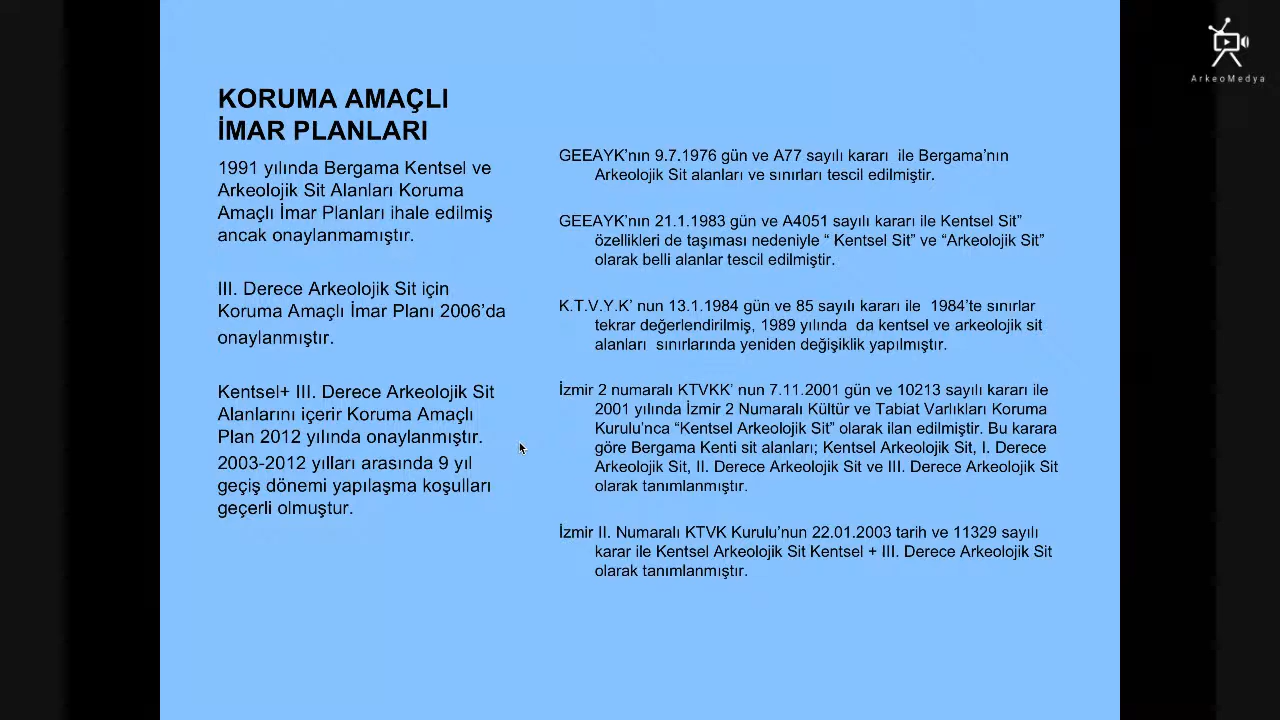 KORUMA AMAÇLI
İMAR PLANLARI
1991 yılında Bergama Kentsel ve
Arkeolojik Sit Alanları Koruma
Amaçlı İmar Planları ihale edilmiş
ancak onaylanmamıştır.
III. Derece Arkeolojik Sit için
Koruma Amaçlı İmar Planı 2006’da
onaylanmıştır.
Kentsel+ III. Derece Arkeolojik Sit
Alanlarını içerir Koruma Amaçlı
Plan 2012 yılında onaylanmıştır.
2003-2012 yılları arasında 9 yıl
geçiş dönemi yapılaşma koşulları
geçerli olmuştur.
GEEAYK’nın 9.7.1976 gün ve A77 sayılı kararı ile Bergama’nın
Arkeolojik Sit alanları ve sınırları tescil edilmiştir.
GEEAYK’nın 21.1.1983 gün ve A4051 sayılı kararı ile Kentsel Sit”
özellikleri de taşıması nedeniyle “ Kentsel Sit” ve “Arkeolojik Sit”
olarak belli alanlar tescil edilmiştir.
K.T.V.Y.K’ nun 13.1.1984 gün ve 85 sayılı kararı ile 1984’te sınırlar
tekrar değerlendirilmiş, 1989 yılında da kentsel ve arkeolojik sit
alanları sınırlarında yeniden değişiklik yapılmıştır.
İzmir 2 numaralı KTVKK’ nun 7.11.2001 gün ve 10213 sayılı kararı ile
2001 yılında İzmir 2 Numaralı Kültür ve Tabiat Varlıkları Koruma
Kurulu’nca “Kentsel Arkeolojik Sit” olarak ilan edilmiştir. Bu karara
göre Bergama Kenti sit alanları; Kentsel Arkeolojik Sit, I. Derece
Arkeolojik Sit, II. Derece Arkeolojik Sit ve III. Derece Arkeolojik Sit
olarak tanımlanmıştır.
İzmir II. Numaralı KTVK Kurulu’nun 22.01.2003 tarih ve 11329 sayılı
karar ile Kentsel Arkeolojik Sit Kentsel + III. Derece Arkeolojik Sit
olarak tanımlanmıştır.
ArkeoMedya